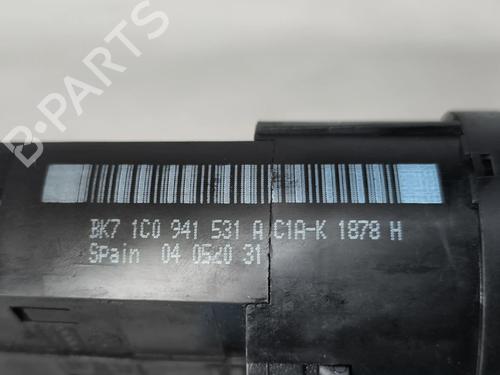 BK7 1C0 941 531 A C1A-K 1878 H
Spain 04 0520 31
B-PARTS